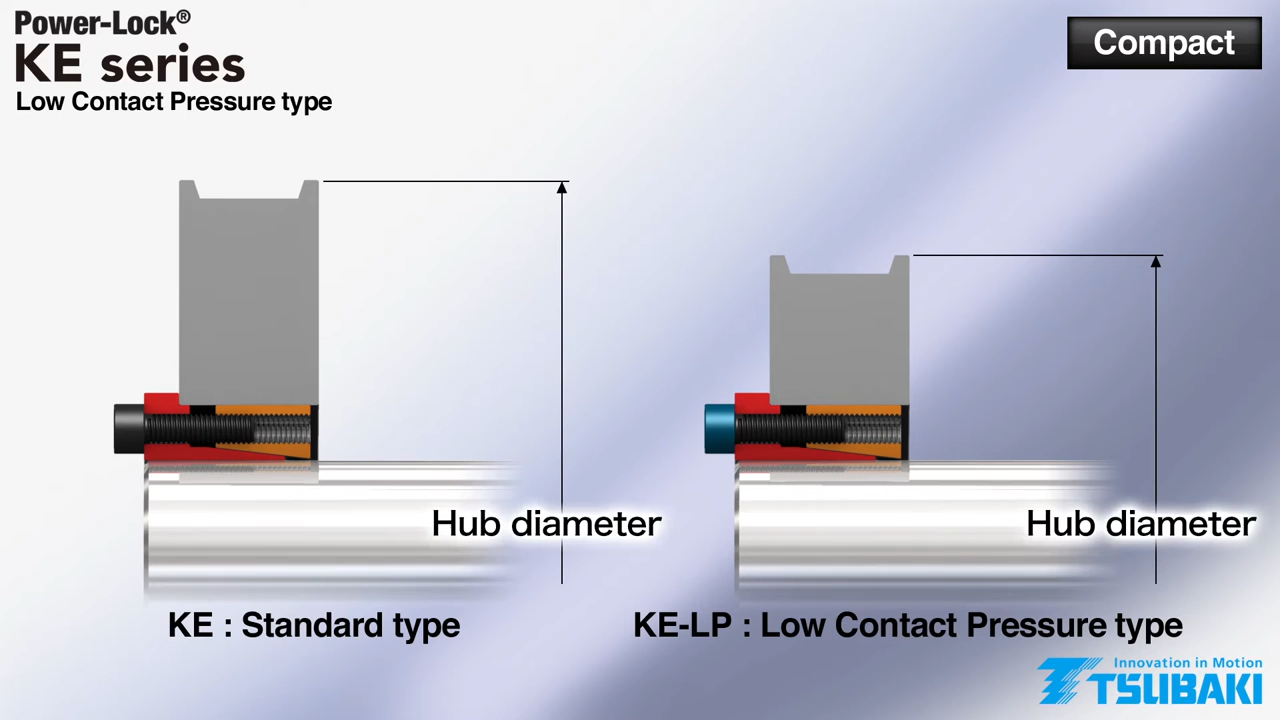 Power-Lock®
KE series
Low Contact Pressure type
Compact
Hub diameter
Hub diameter
KE : Standard type
KE-LP : Low Contact Pressure type
Innovation in Motion
TSUBAKI